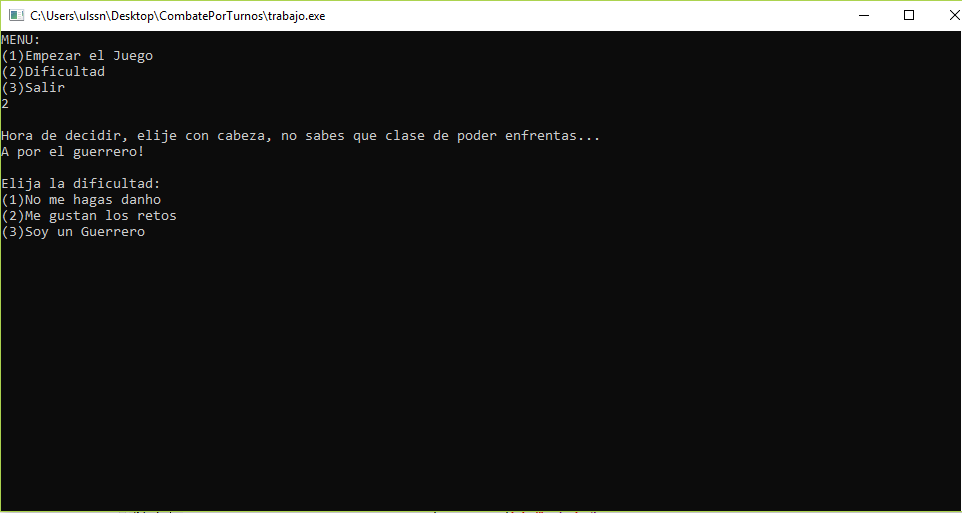 C:\Users\ulssn\Desktop\CombatePorTurnos\trabajo.exe
MENU:
(1)Empezar el Juego
(2)Dificultad
(3)Salir
2
Hora de decidir, elije con cabeza, no sabes que clase de poder enfrentas...
A por el guerrero!
Elija la dificultad:
(1)No me hagas danho
(2)Me gustan los retos
(3)Soy un Guerrero